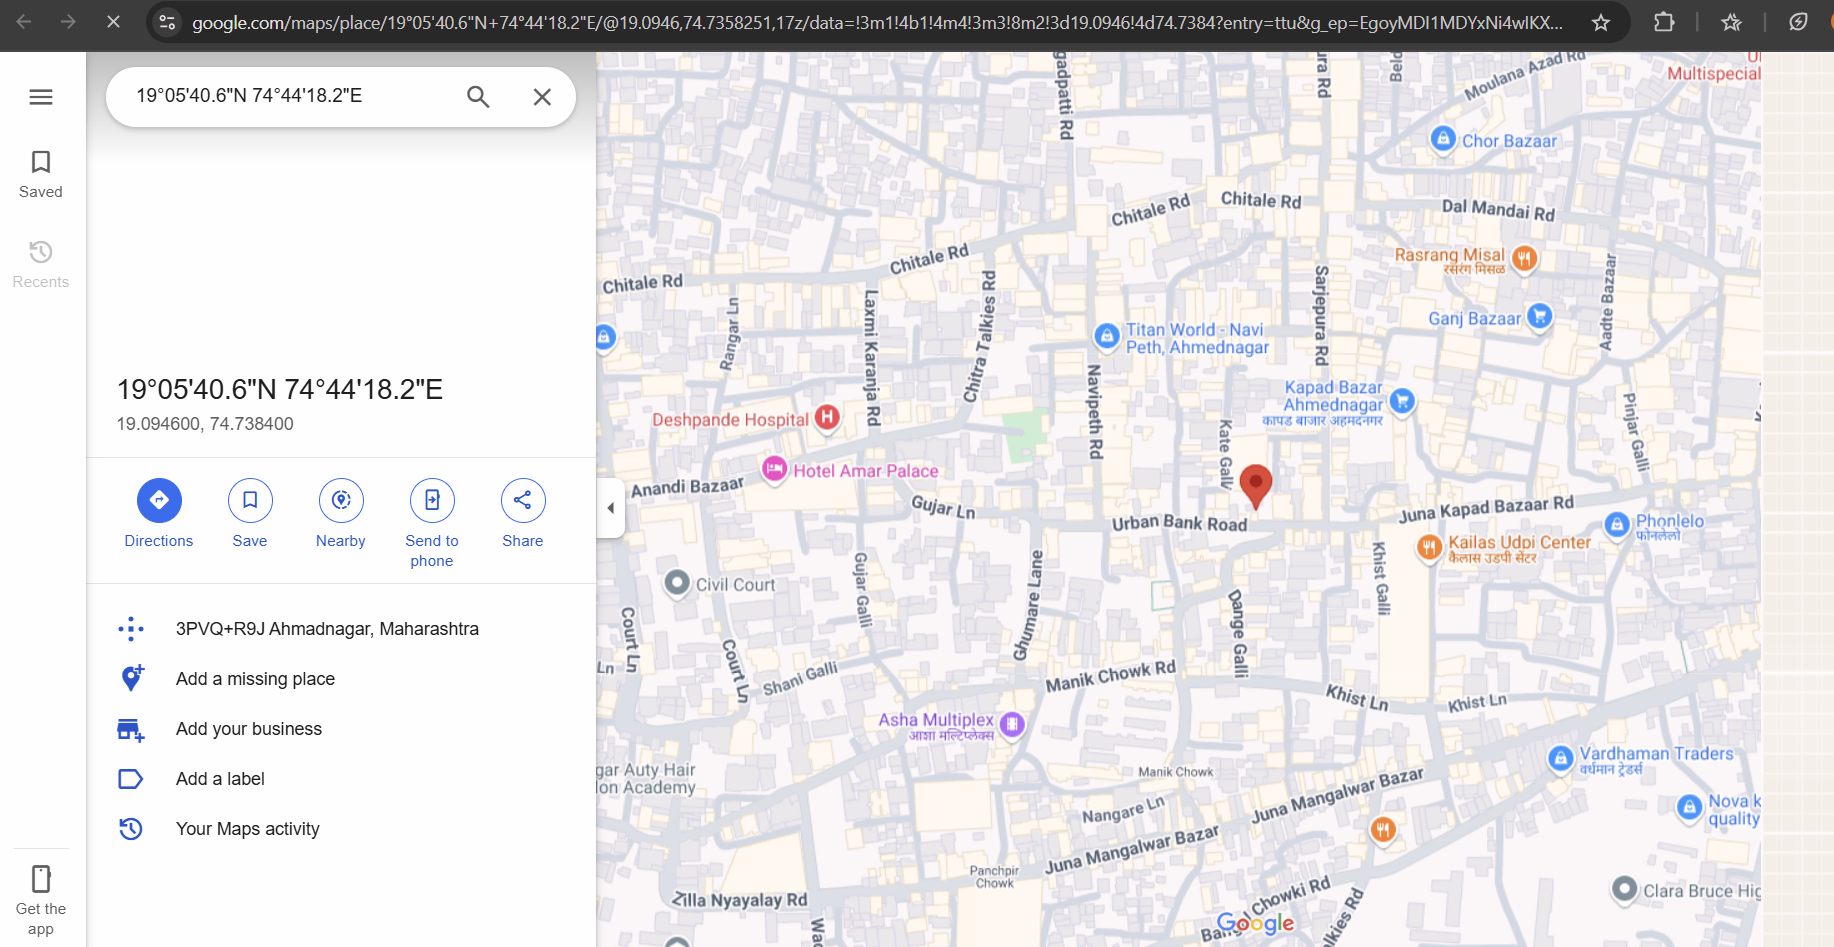 google.com/maps/place/19°05'40.6"N+74°44'18.2"E/@19.0946,74.7358251,17z/data=!3m1!4b1!4m4!3m3!8m2!3d19.0946!4d74.7384?entry=ttu&g_ep=EgoyMDI1MDYxNi4wIKX...
19°05'40.6"N 74°44'18.2"E
Saved
Recents
19°05'40.6"N 74°44'18.2"E
19.094600, 74.738400
Directions
Save
Nearby
Send to
phone
Share
3PVQ+R9J Ahmadnagar, Maharashtra
Add a missing place
Add your business
Add a label
Your Maps activity
Get the
app
gadpatti Rd
ura Rd
Beld
Moulana Azad Rd
Multispecial
Chor Bazaar
Chitale Rd
Chitale Rd
Dal Mandai Rd
Chitale Rd
Chitale Rd
Rasrang Misal
रसरंग मिसळ
Ganj Bazaar
Aadte Bazaar
Rangar Ln
Laxmi Karanja Rd
Chitra Talkies Rd
Sarjepura Rd
Titan World - Navi
Peth, Ahmednagar
Navipeth Rd
Kapad Bazar
Ahmednagar
कापड बाजार अहमदनगर
Pinjar Galli
Deshpande Hospital
Hotel Amar Palace
Kate Galli
Anandi Bazaar
Gujar Ln
Urban Bank Road
Juna Kapad Bazaar Rd
Phonlelo
फोनलेलो
Kailas Udpi Center
कैलास उडपी सेंटर
Khist Galli
Civil Court
Gujar Galli
Ghumare Lane
Dange Galli
Court Ln
Court Ln
Ln
Shani Galli
Manik Chowk Rd
Khist Ln
Khist Ln
Asha Multiplex
आशा मल्टिप्लेक्स
Vardhaman Traders
वर्धमान ट्रेडर्स
gar Auty Hair
lon Academy
Manik Chowk
Nangare Ln
Juna Mangalwar Bazar
Nova k
quality
Juna Mangalwar Bazar
Panchpir
Chowk
Zilla Nyayalay Rd
Clara Bruce Hig
Chowki Rd
lkies Rd
Google